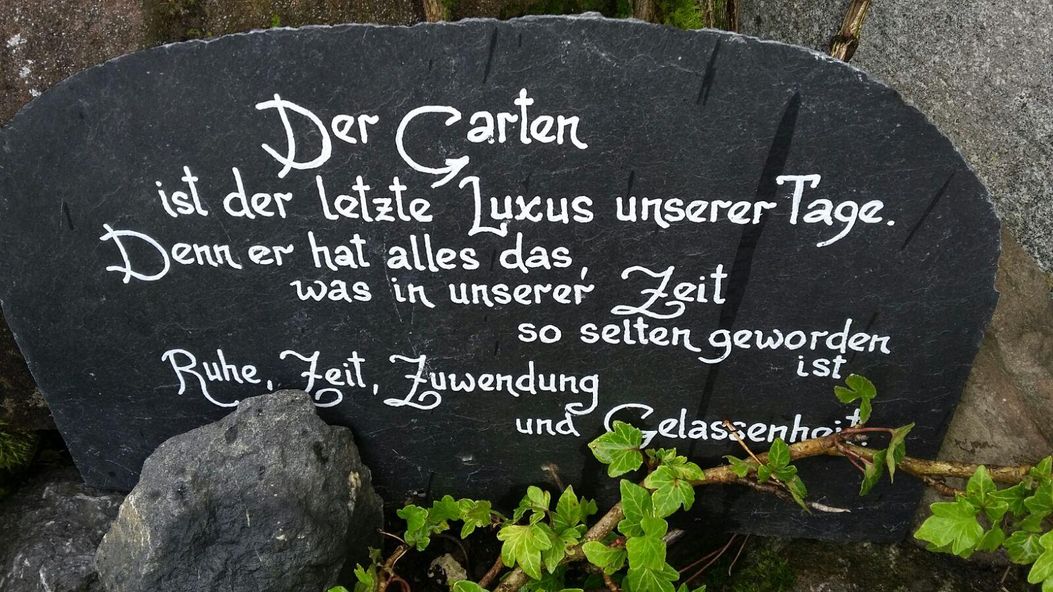 Der Garten
ist der letzte Luxus unserer Tage.
Denn er hat alles das,
was in unserer Zeit
so selten geworden
ist.
Ruhe, Zeit, Zuwendung
und Gelassenheit.